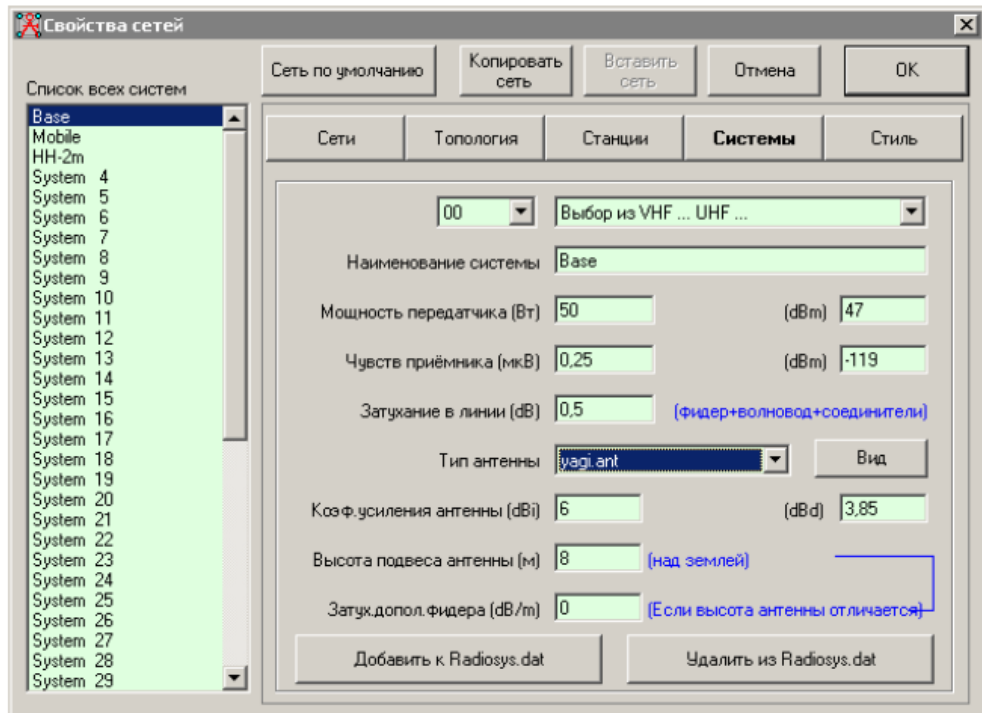 Свойства сетей
Список всех систем
Сеть по умолчанию
Копировать
сеть
Вставить
сеть
Отмена
OK
Base
Mobile
HH-2m
System 4
System 5
System 6
System 7
System 8
System 9
System 10
System 11
System 12
System 13
System 14
System 15
System 16
System 17
System 18
System 19
System 20
System 21
System 22
System 23
System 24
System 25
System 26
System 27
System 28
System 29
Сети Топология Станции Системы Стиль
00 Выбор из VHF ... UHF ...
Наименование системы Base
Мощность передатчика (Вт) 50 (dBm) 47
Чувств приёмника (мкВ) 0,25 (dBm) -119
Затухание в линии (dB) 0,5 (фидер+волновод+соединители)
Тип антенны yagi.ant Вид
Коэф.усиления антенны (dBi) 6 (dBd) 3,85
Высота подвеса антенны (м) 8 (над землей)
Затух.допол.фидера (dB/m) 0 (Если высота антенны отличается)
Добавить к Radiosys.dat Удалить из Radiosys.dat